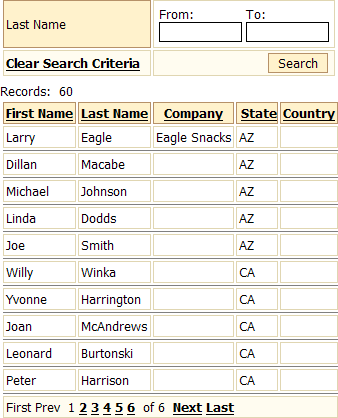 Last Name From: To:
Clear Search Criteria Search
Records: 60
First Name Last Name Company State Country
Larry Eagle Eagle Snacks AZ
Dillan Macabe AZ
Michael Johnson AZ
Linda Dodds AZ
Joe Smith AZ
Willy Winka CA
Yvonne Harrington CA
Joan McAndrews CA
Leonard Burtonski CA
Peter Harrison CA
First Prev 1 2 3 4 5 6 of 6 Next Last